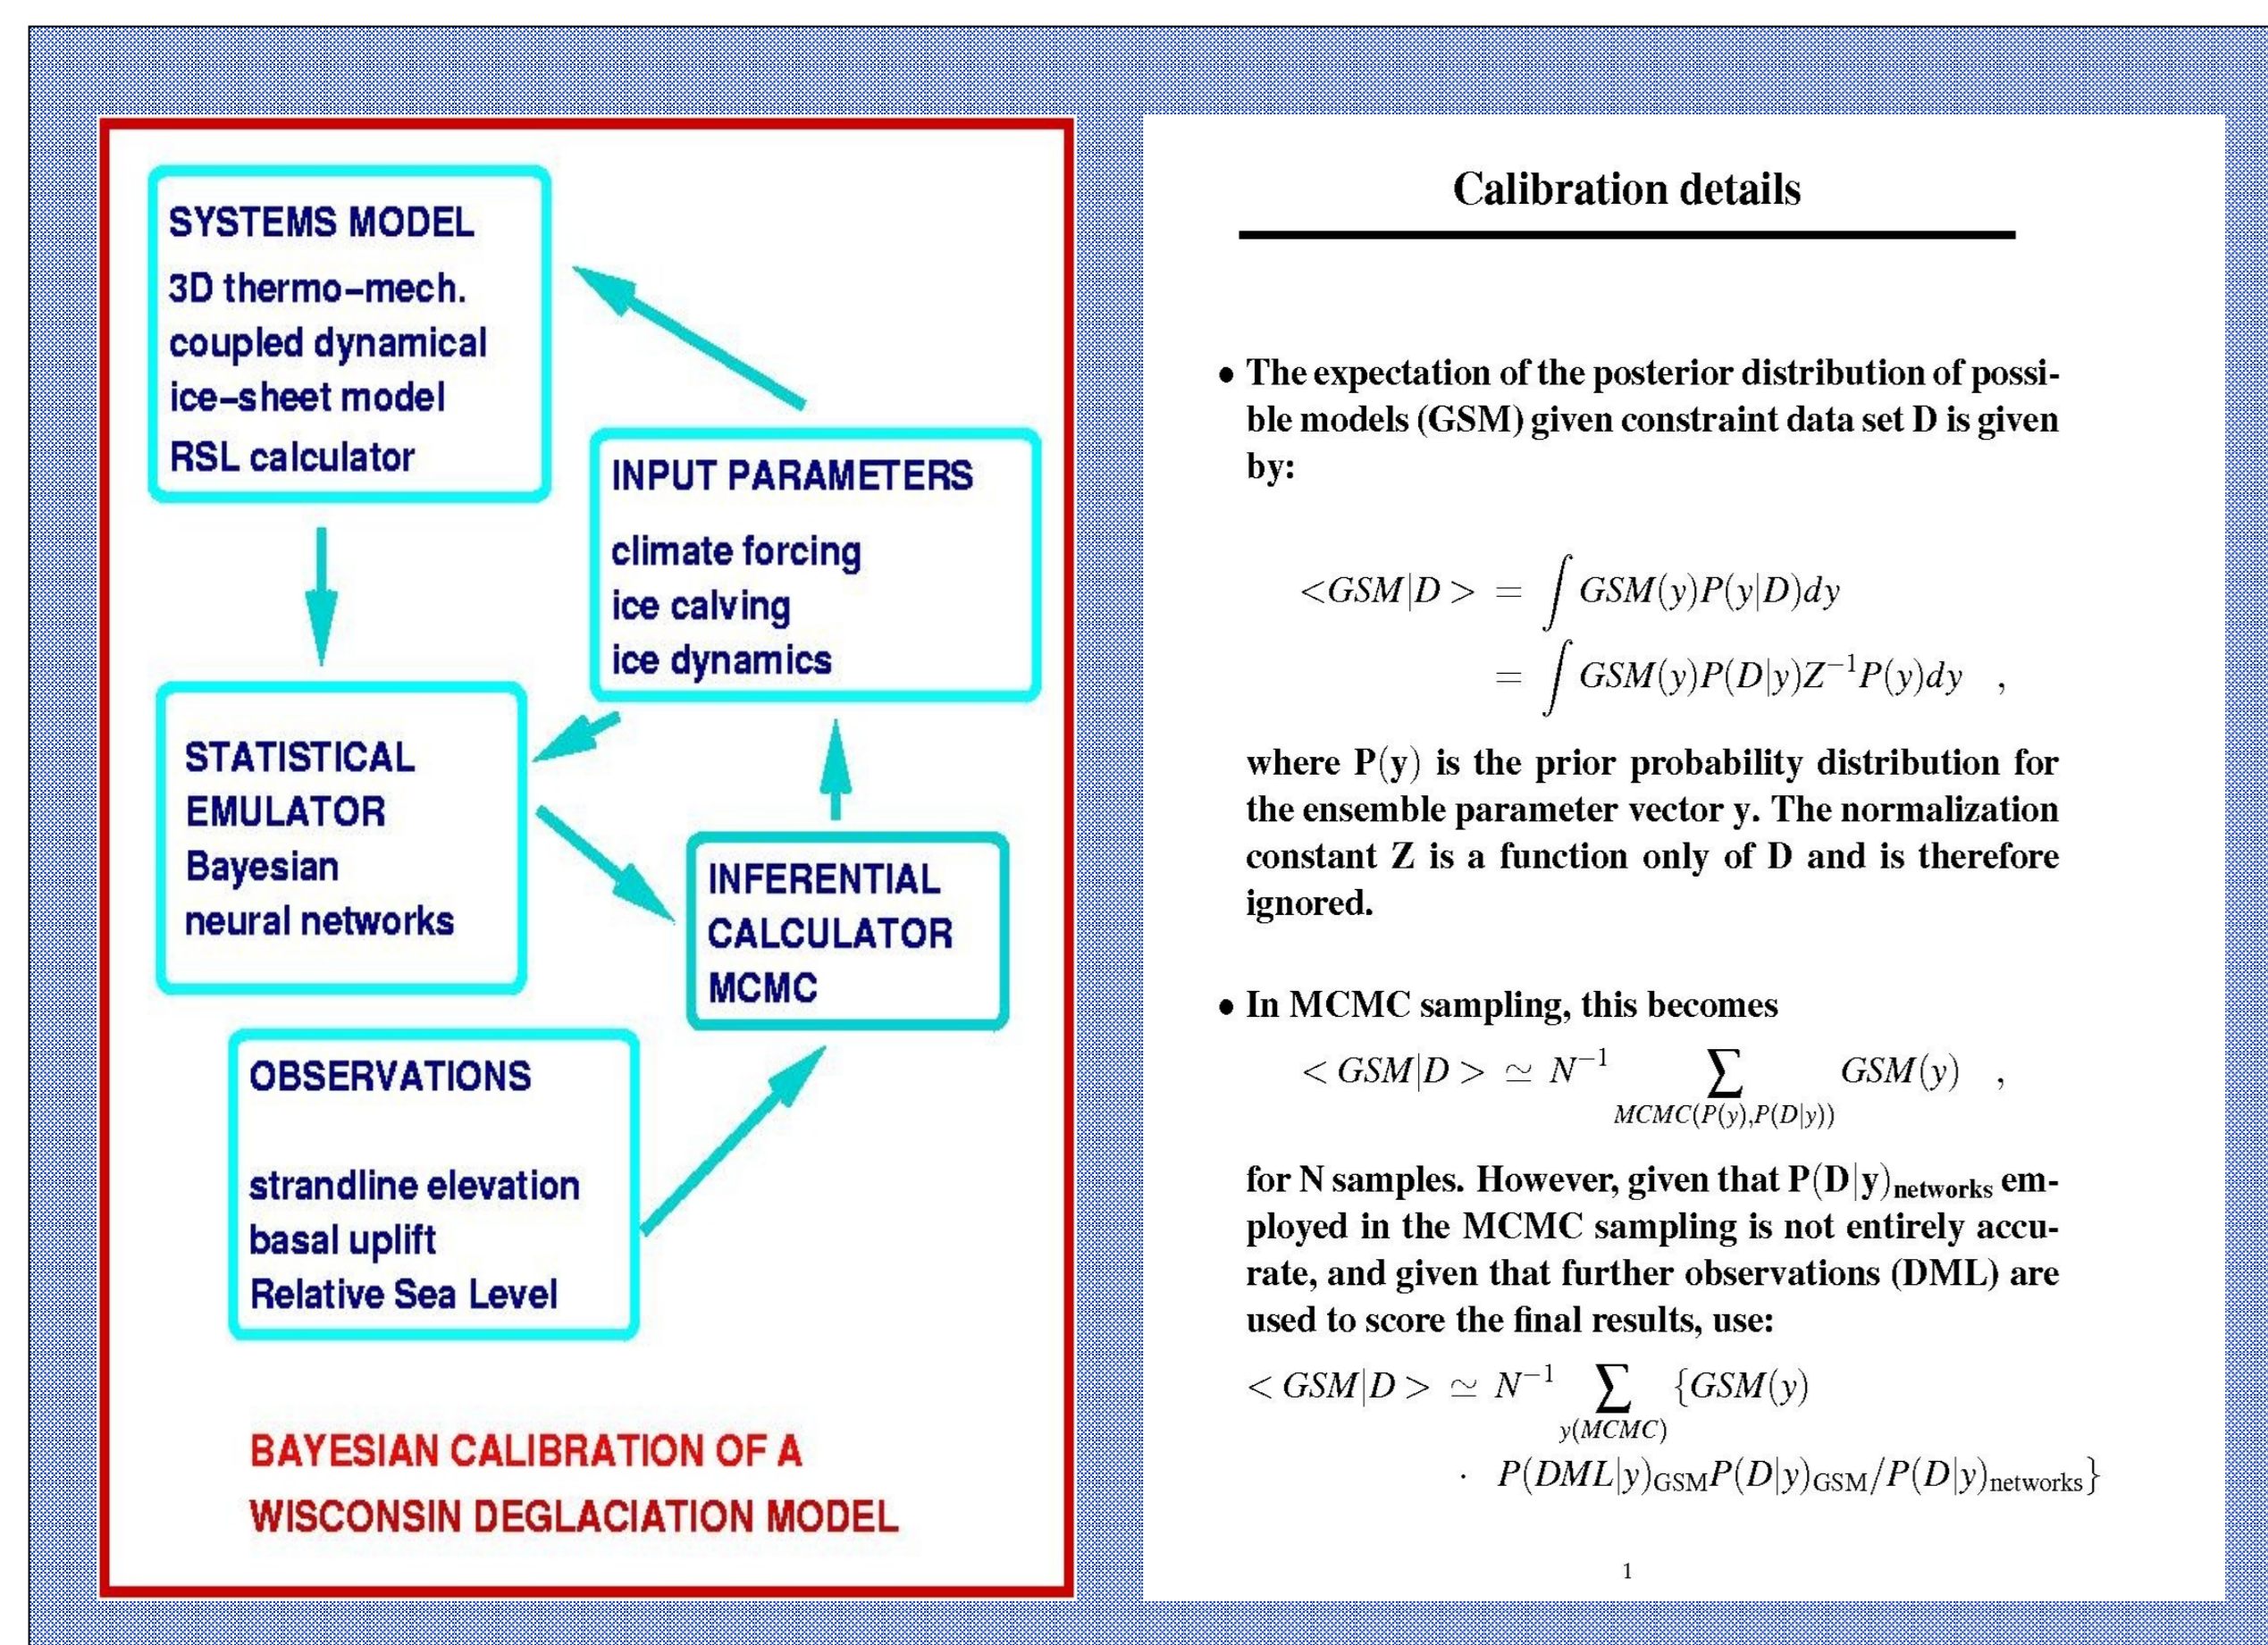 SYSTEMS MODEL
3D thermo–mech.
coupled dynamical
ice–sheet model
RSL calculator
INPUT PARAMETERS
climate forcing
ice calving
ice dynamics
STATISTICAL
EMULATOR
Bayesian
neural networks
INFERENTIAL
CALCULATOR
MCMC
OBSERVATIONS
strandline elevation
basal uplift
Relative Sea Level
BAYESIAN CALIBRATION OF A
WISCONSIN DEGLACIATION MODEL
Calibration details
• The expectation of the posterior distribution of possi-
ble models (GSM) given constraint data set D is given
by:
<GSM|D> = ∫ GSM(y)P(y|D)dy
= ∫ GSM(y)P(D|y)Z⁻¹P(y)dy ,
where P(y) is the prior probability distribution for
the ensemble parameter vector y. The normalization
constant Z is a function only of D and is therefore
ignored.
• In MCMC sampling, this becomes
< GSM|D > ≃ N⁻¹ ∑ GSM(y) ,
MCMC(P(y),P(D|y))
for N samples. However, given that P(D|y)networks em-
ployed in the MCMC sampling is not entirely accu-
rate, and given that further observations (DML) are
used to score the final results, use:
< GSM|D > ≃ N⁻¹ ∑ {GSM(y)
y(MCMC)
· P(DML|y)GSM P(D|y)GSM/P(D|y)networks}
1